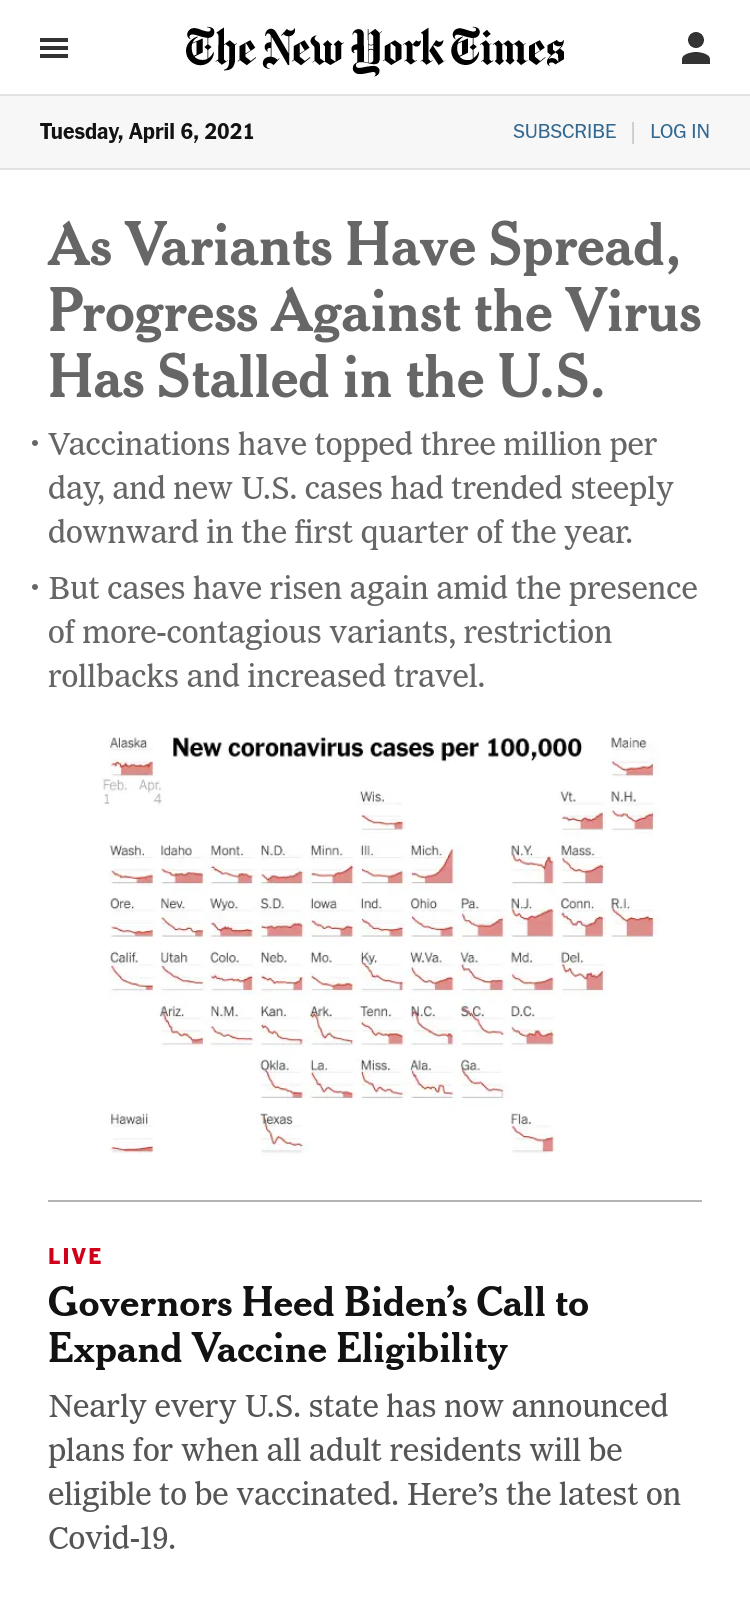 The New York Times
Tuesday, April 6, 2021
SUBSCRIBE | LOG IN
As Variants Have Spread,
Progress Against the Virus
Has Stalled in the U.S.
• Vaccinations have topped three million per
day, and new U.S. cases had trended steeply
downward in the first quarter of the year.
• But cases have risen again amid the presence
of more-contagious variants, restriction
rollbacks and increased travel.
Alaska New coronavirus cases per 100,000 Maine
Feb. Apr.
1 4
Wis. Vt. N.H.
Wash. Idaho Mont. N.D. Minn. Ill. Mich. N.Y. Mass.
Ore. Nev. Wyo. S.D. Iowa Ind. Ohio Pa. N.J. Conn. R.I.
Calif. Utah Colo. Neb. Mo. Ky. W.Va. Va. Md. Del.
Ariz. N.M. Kan. Ark. Tenn. N.C. S.C. D.C.
Okla. La. Miss. Ala. Ga.
Hawaii Texas Fla.
LIVE
Governors Heed Biden’s Call to
Expand Vaccine Eligibility
Nearly every U.S. state has now announced
plans for when all adult residents will be
eligible to be vaccinated. Here’s the latest on
Covid-19.